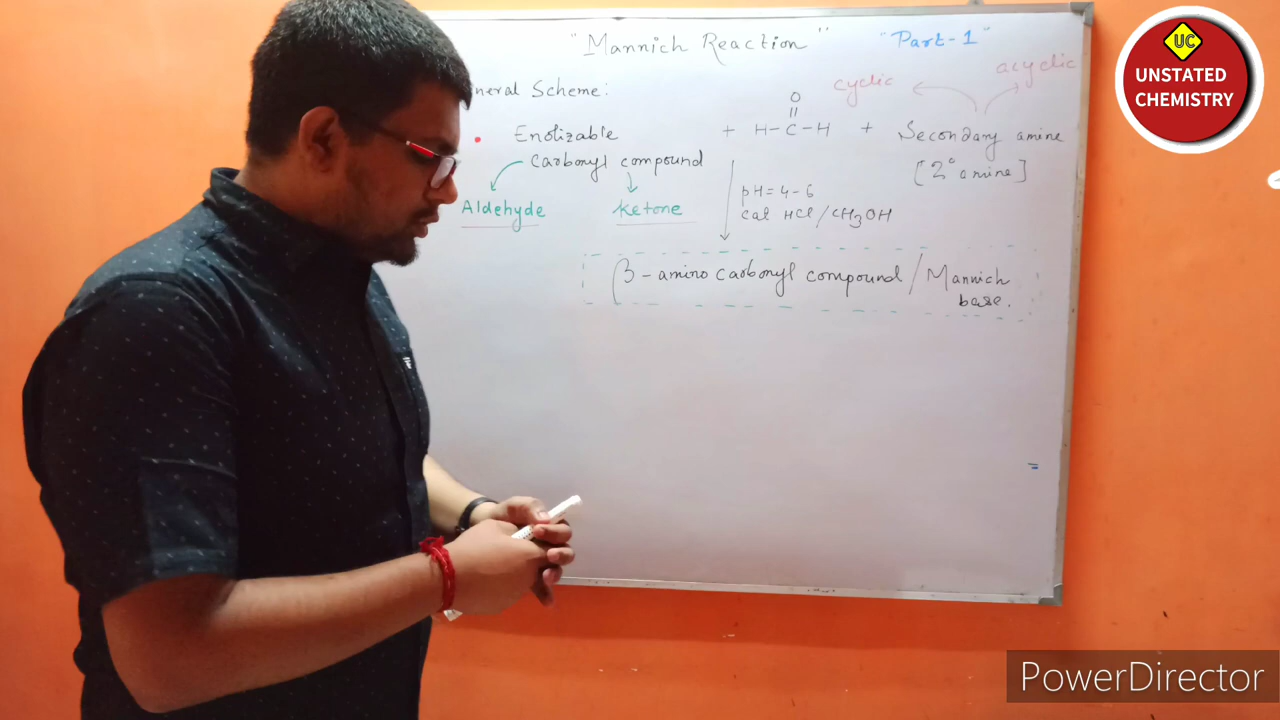 "Mannich Reaction" "Part-1"
neral Scheme:
cyclic
acyclic
Enolizable
carbonyl compound
Aldehyde
Ketone
O
||
+ H-C-H + Secondary amine
[2° amine]
pH=4-6
Cat HCl/CH3OH
β-amino carbonyl compound/Mannich
base.
UC
UNSTATED
CHEMISTRY
PowerDirector